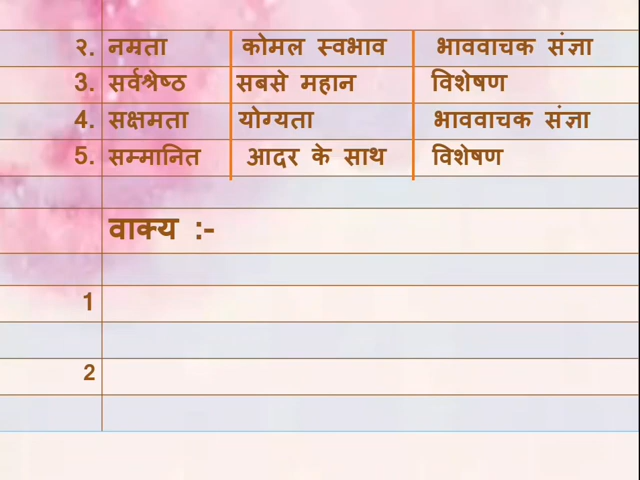 २. नम्रता कोमल स्वभाव भाववाचक संज्ञा
3. सर्वश्रेष्ठ सबसे महान विशेषण
4. सक्षमता योग्यता भाववाचक संज्ञा
5. सम्मानित आदर के साथ विशेषण
वाक्य :-
1
2